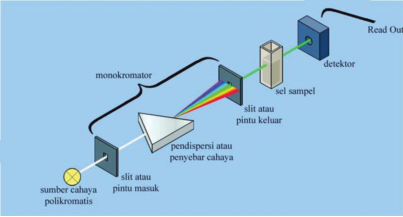 Read Out
detektor
monokromator
sel sampel
slit atau
pintu keluar
pendispersi atau
penyebar cahaya
slit atau
pintu masuk
sumber cahaya
polikromatis